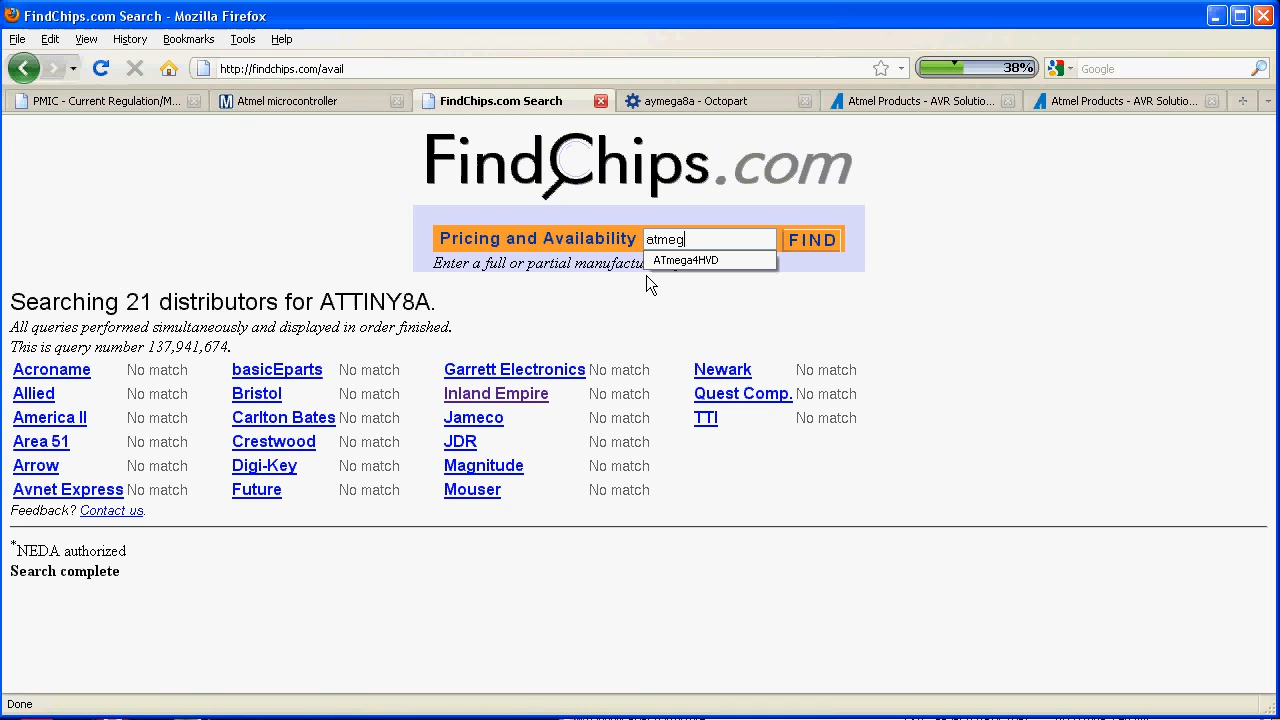 FindChips.com Search - Mozilla Firefox
File Edit View History Bookmarks Tools Help
http://findchips.com/avail 38% Google
PMIC - Current Regulation/M... Atmel microcontroller FindChips.com Search aymega8a - Octopart Atmel Products - AVR Solutio... Atmel Products - AVR Solutio...
FindChips.com
Pricing and Availability atmeg FIND
ATmega4HVD
Enter a full or partial manufactu
Searching 21 distributors for ATTINY8A.
All queries performed simultaneously and displayed in order finished.
This is query number 137,941,674.
Acroname No match basicEparts No match Garrett Electronics No match Newark No match
Allied No match Bristol No match Inland Empire No match Quest Comp. No match
America II No match Carlton Bates No match Jameco No match TTI No match
Area 51 No match Crestwood No match JDR No match
Arrow No match Digi-Key No match Magnitude No match
Avnet Express No match Future No match Mouser No match
Feedback? Contact us.
*NEDA authorized
Search complete
Done